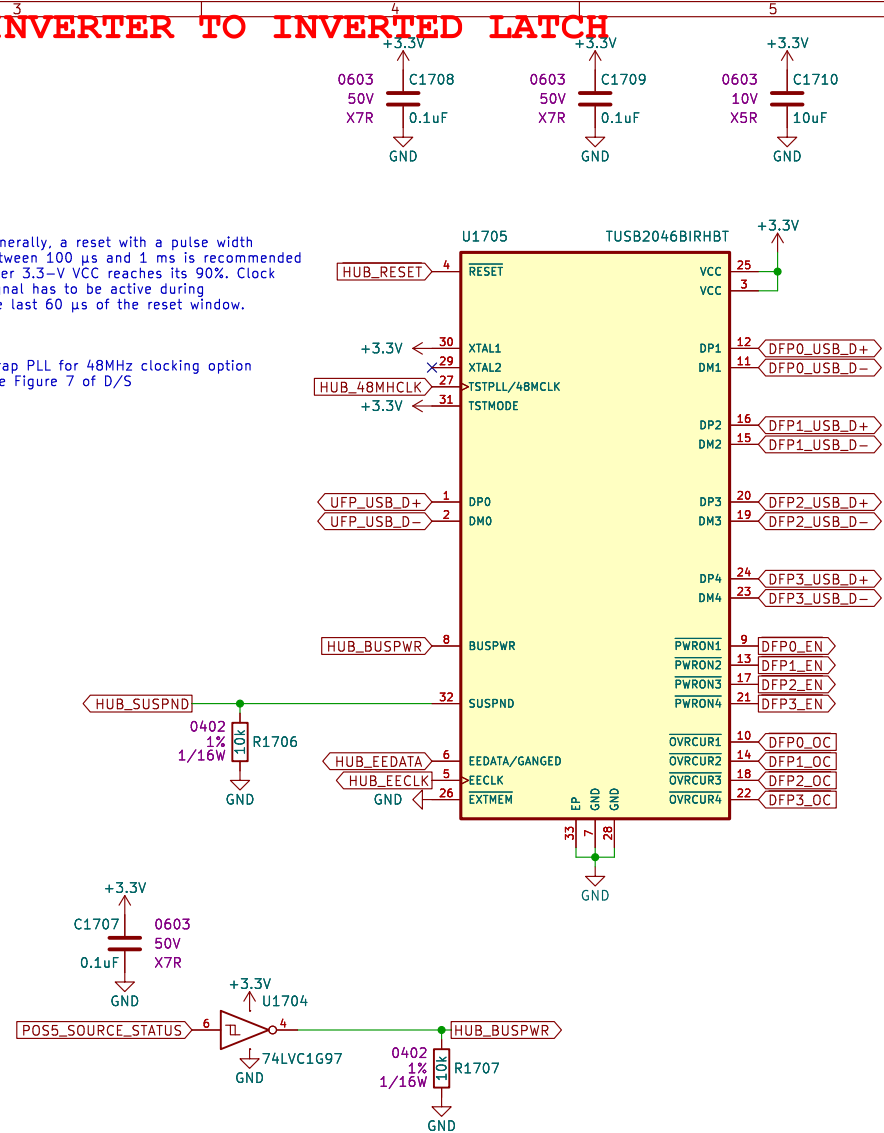 3
4
5
INVERTER TO INVERTED LATCH
+3.3V
0603
C1708
50V
X7R
0.1uF
GND
+3.3V
0603
C1709
50V
X7R
0.1uF
GND
+3.3V
0603
C1710
10V
X5R
10uF
GND
nerally, a reset with a pulse width
tween 100 µs and 1 ms is recommended
er 3.3-V VCC reaches its 90%. Clock
gnal has to be active during
e last 60 µs of the reset window.
rap PLL for 48MHz clocking option
e Figure 7 of D/S
U1705
TUSB2046BIRHBT
+3.3V
HUB_RESET 4 RESET
VCC 25
VCC 3
+3.3V 30 XTAL1
29 XTAL2
HUB_48MHCLK 27 TSTPLL/48MCLK
+3.3V 31 TSTMODE
DP1 12 DFP0_USB_D+
DM1 11 DFP0_USB_D-
DP2 16 DFP1_USB_D+
DM2 15 DFP1_USB_D-
UFP_USB_D+ 1 DP0
UFP_USB_D- 2 DM0
DP3 20 DFP2_USB_D+
DM3 19 DFP2_USB_D-
DP4 24 DFP3_USB_D+
DM4 23 DFP3_USB_D-
HUB_BUSPWR 8 BUSPWR
PWRON1 9 DFP0_EN
PWRON2 13 DFP1_EN
PWRON3 17 DFP2_EN
PWRON4 21 DFP3_EN
HUB_SUSPND 32 SUSPND
0402
1%
1/16W
10k
R1706
GND
HUB_EEDATA 6 EEDATA/GANGED
HUB_EECLK 5 EECLK
GND 26 EXTMEM
OVRCUR1 10 DFP0_OC
OVRCUR2 14 DFP1_OC
OVRCUR3 18 DFP2_OC
OVRCUR4 22 DFP3_OC
EP
GND
GND
33
7
28
GND
+3.3V
C1707
0603
50V
0.1uF
X7R
GND
+3.3V
U1704
POS5_SOURCE_STATUS 6
4
HUB_BUSPWR
74LVC1G97
GND
0402
1%
1/16W
10k
R1707
GND